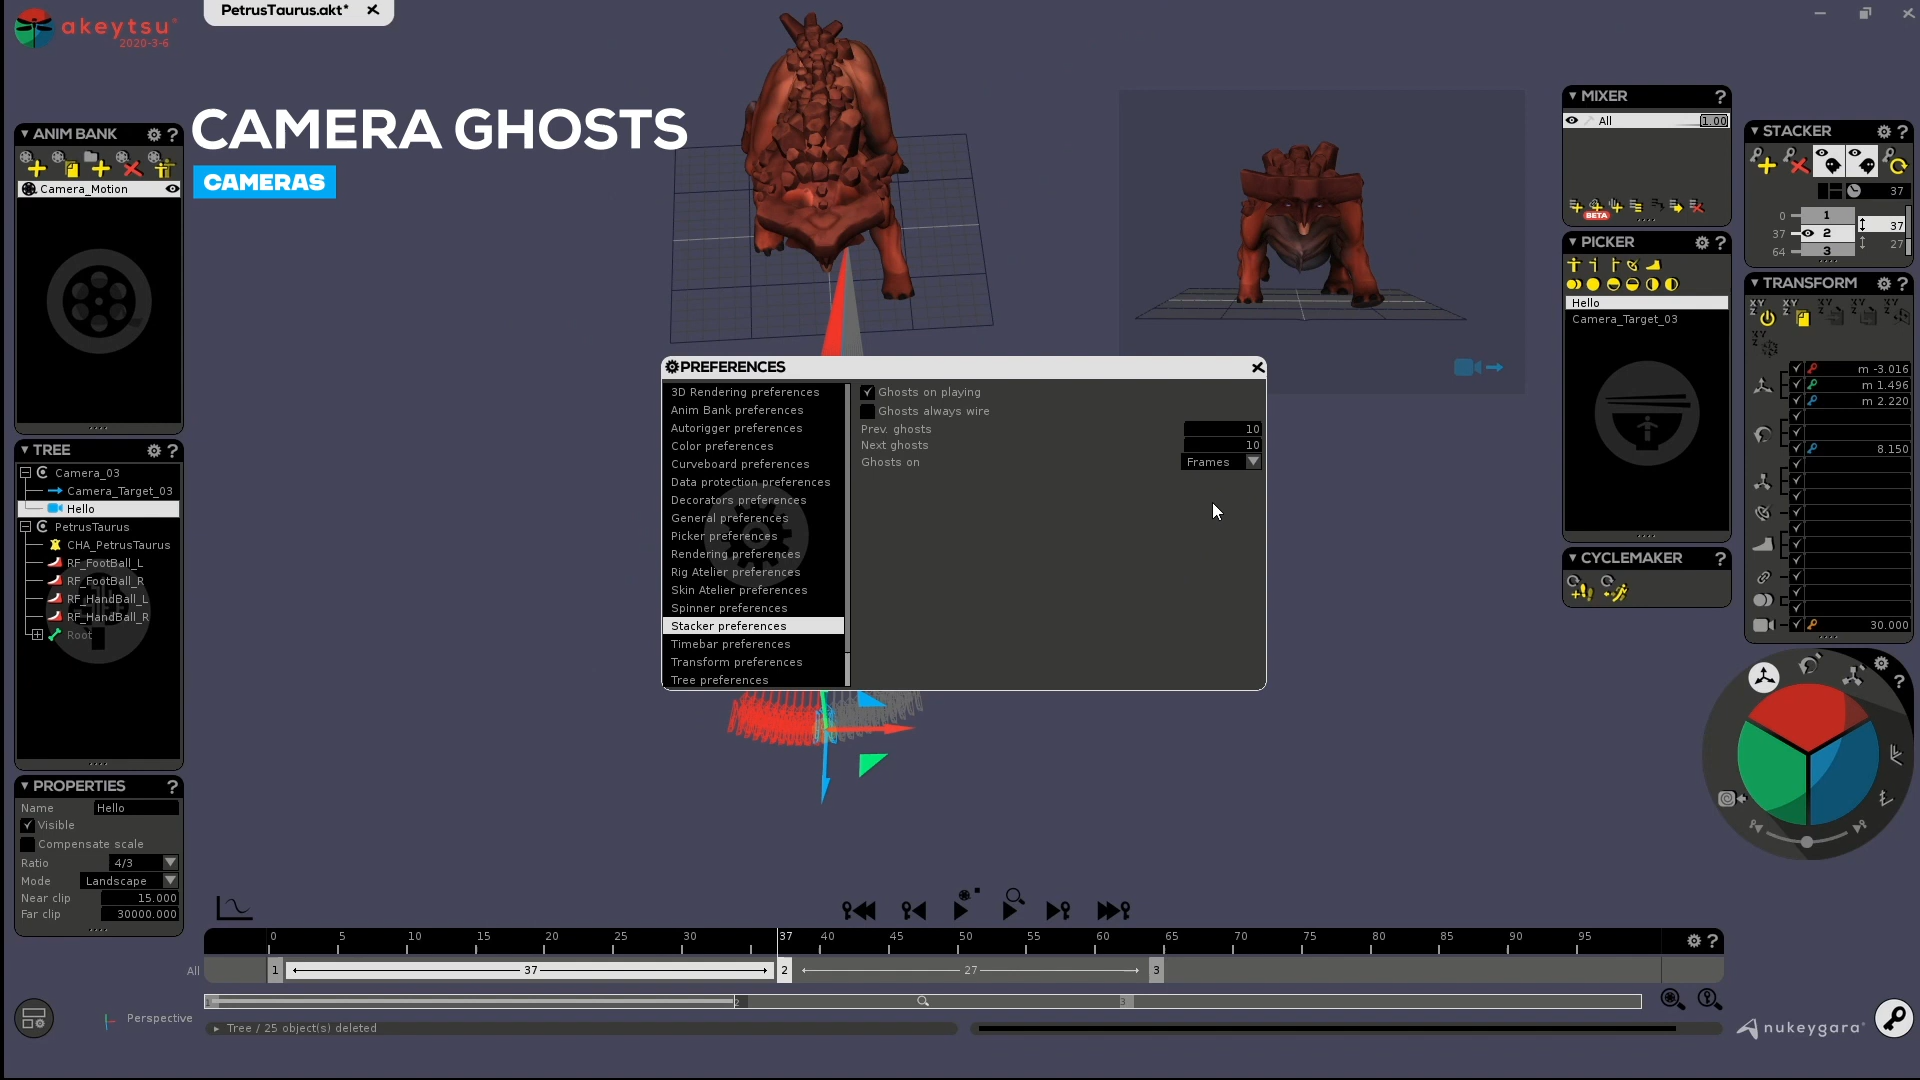 PetrusTaurus.akt*
akeytsu
2020-3-6
CAMERA GHOSTS
CAMERAS
ANIM BANK
Camera_Motion
TREE
Camera_03
Camera_Target_03
Hello
PetrusTaurus
CHA_PetrusTaurus
RF_FootBall_L
RF_FootBall_R
RF_HandBall_L
RF_HandBall_R
Root
PROPERTIES
Name Hello
Visible
Compensate scale
Ratio 4/3
Mode Landscape
Near clip 15.000
Far clip 30000.000
PREFERENCES
3D Rendering preferences
Anim Bank preferences
Autorigger preferences
Color preferences
Curveboard preferences
Data protection preferences
Decorators preferences
General preferences
Picker preferences
Rendering preferences
Rig Atelier preferences
Skin Atelier preferences
Spinner preferences
Stacker preferences
Timebar preferences
Transform preferences
Tree preferences
Ghosts on playing
Ghosts always wire
Prev. ghosts 10
Next ghosts 10
Ghosts on Frames
MIXER ?
All 1.00
BETA
PICKER ?
Hello
Camera_Target_03
CYCLEMAKER ?
STACKER ?
37
0 1
37 2 37
64 3 27
TRANSFORM ?
m -3.016
m 1.496
m 2.220
8.150
30.000
0 5 10 15 20 25 30 37 40 45 50 55 60 65 70 75 80 85 90 95
All 1 37 2 27 3
2 3
Perspective
Tree / 25 object(s) deleted
nukeygara